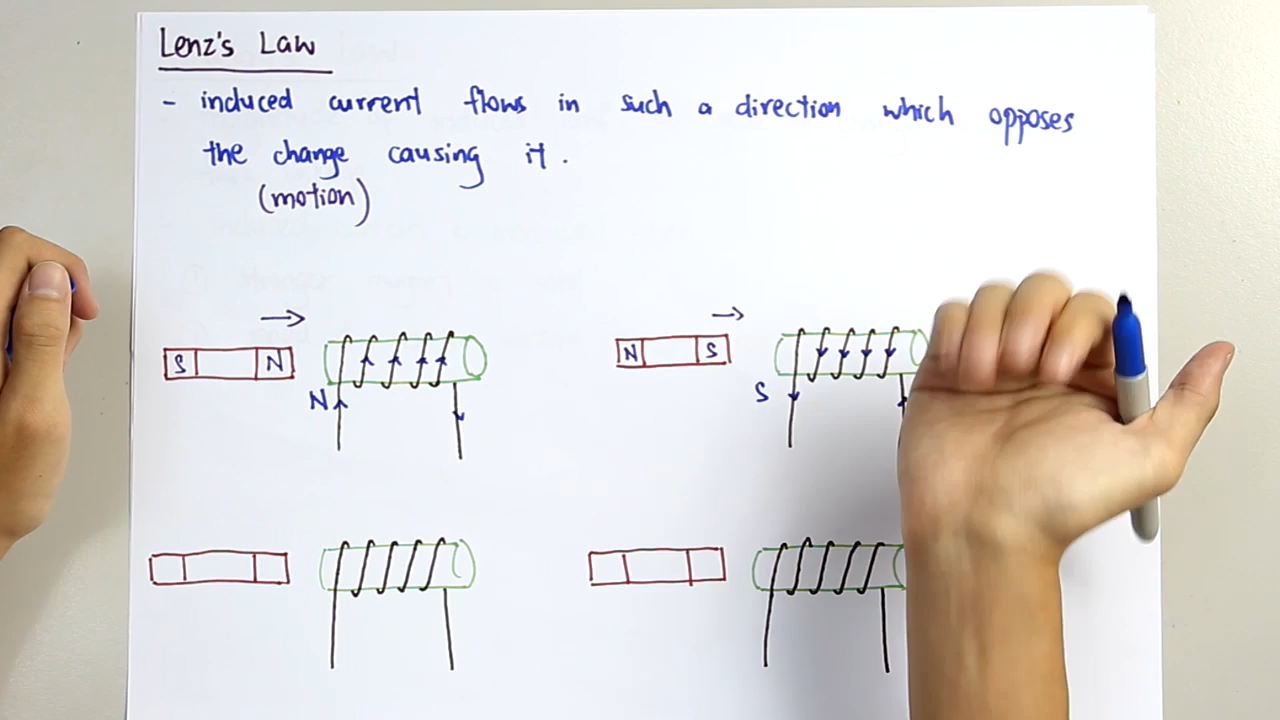 Lenz's Law
- induced current flows in such a direction which opposes
the change causing it.
(motion)
S N
N S
N
S